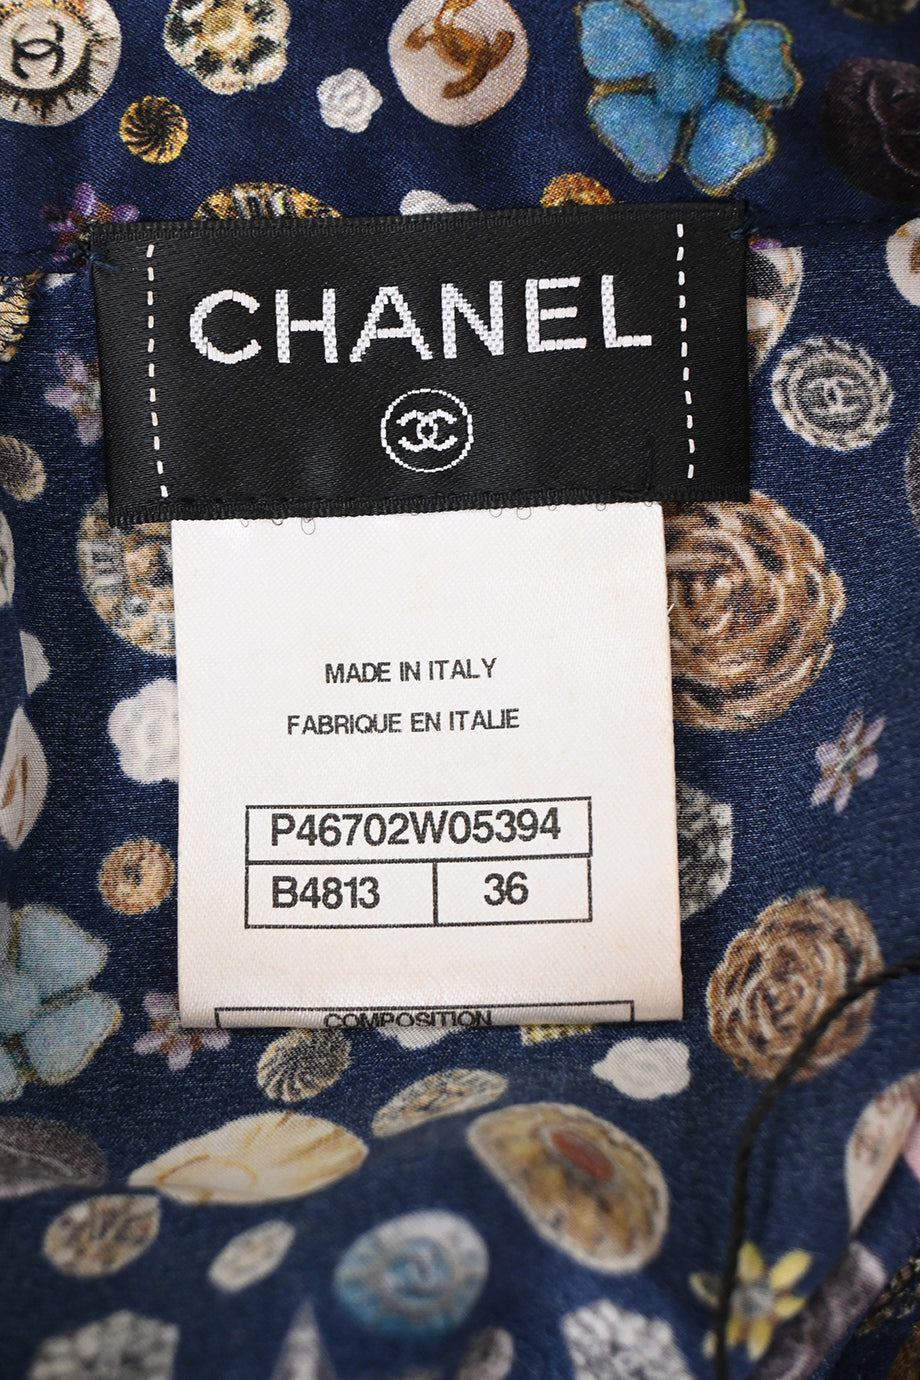 CHANEL
MADE IN ITALY
FABRIQUE EN ITALIE
P46702W05394
B4813 36
COMPOSITION